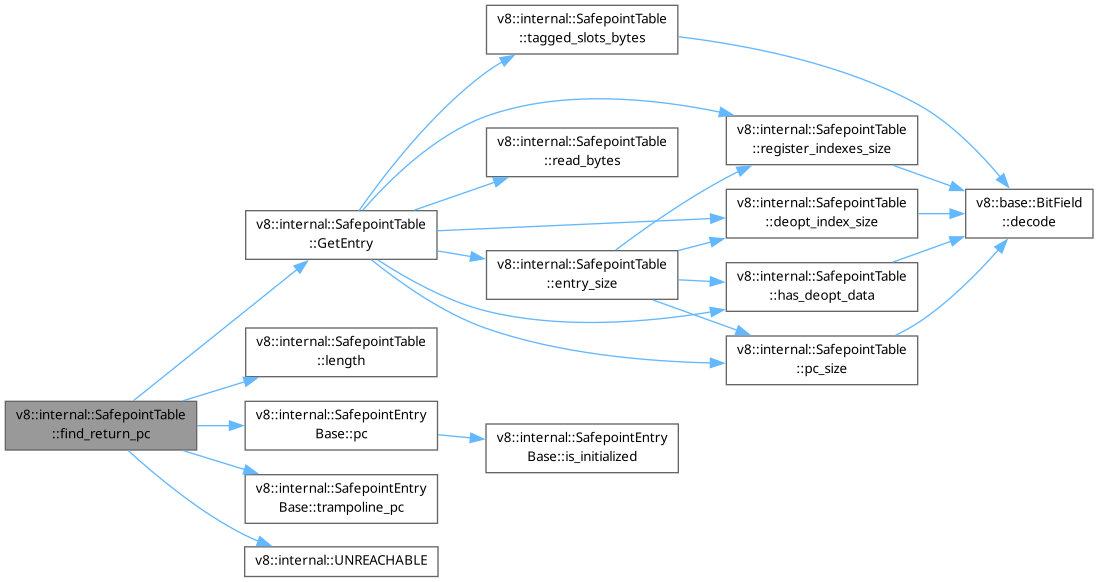 v8::internal::SafepointTable
::find_return_pc
v8::internal::SafepointTable
::GetEntry
v8::internal::SafepointTable
::length
v8::internal::SafepointEntry
Base::pc
v8::internal::SafepointEntry
Base::trampoline_pc
v8::internal::UNREACHABLE
v8::internal::SafepointTable
::tagged_slots_bytes
v8::internal::SafepointTable
::read_bytes
v8::internal::SafepointTable
::entry_size
v8::internal::SafepointEntry
Base::is_initialized
v8::internal::SafepointTable
::register_indexes_size
v8::internal::SafepointTable
::deopt_index_size
v8::internal::SafepointTable
::has_deopt_data
v8::internal::SafepointTable
::pc_size
v8::base::BitField
::decode